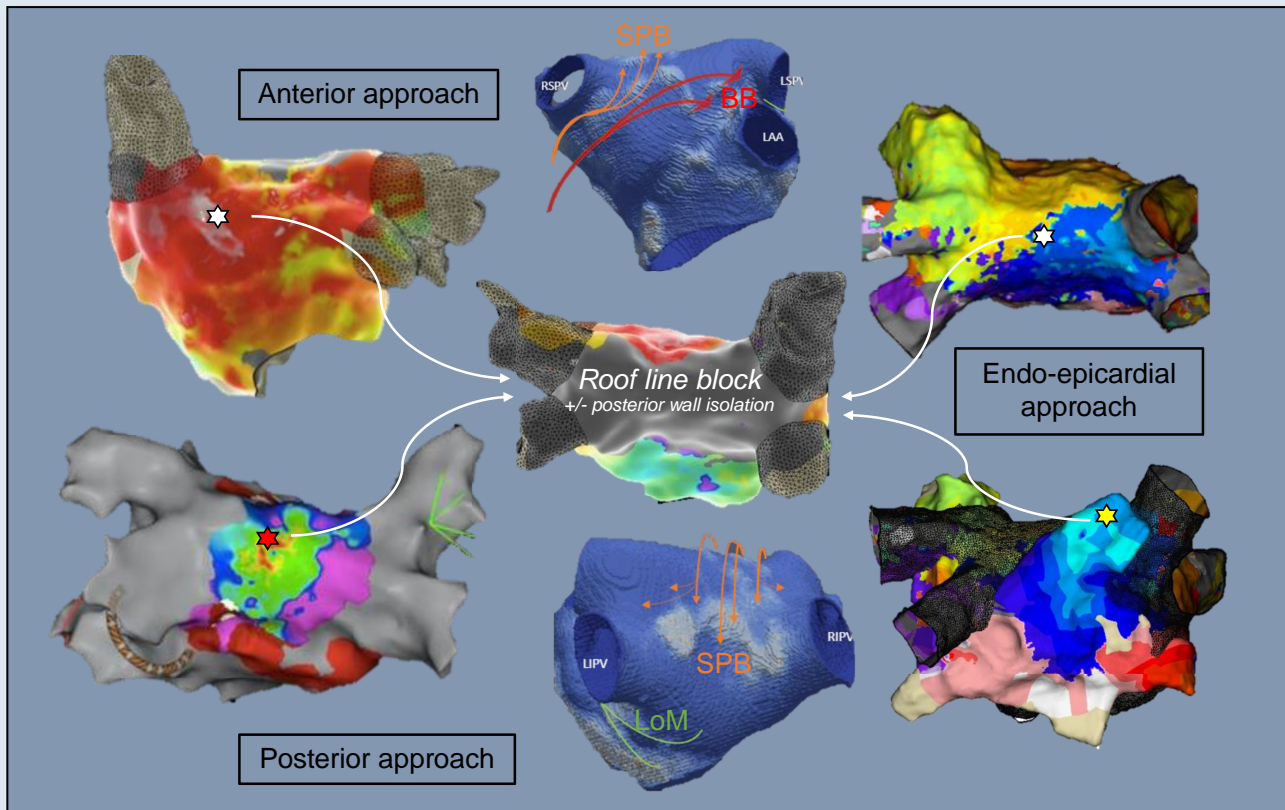 SPB
Anterior approach
RSPV
LSPV
BB
LAA
Roof line block
+/- posterior wall isolation
Endo-epicardial
approach
SPB
LIPV
RIPV
LoM
Posterior approach